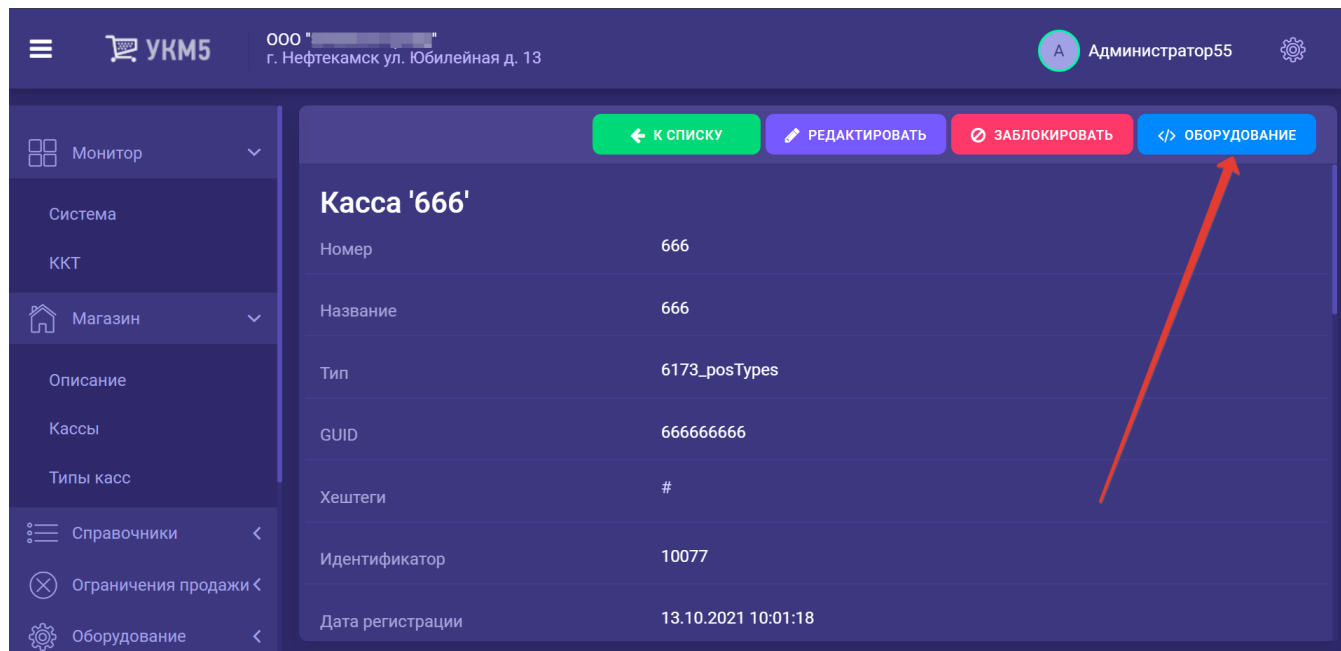 УКМ5
ООО " "
г. Нефтекамск ул. Юбилейная д. 13
А
Администратор55
Монитор
Система
ККТ
Магазин
Описание
Кассы
Типы касс
Справочники
Ограничения продажи
Оборудование
К СПИСКУ
РЕДАКТИРОВАТЬ
ЗАБЛОКИРОВАТЬ
</> ОБОРУДОВАНИЕ
Касса '666'
Номер 666
Название 666
Тип 6173_posTypes
GUID 666666666
Хештеги #
Идентификатор 10077
Дата регистрации 13.10.2021 10:01:18